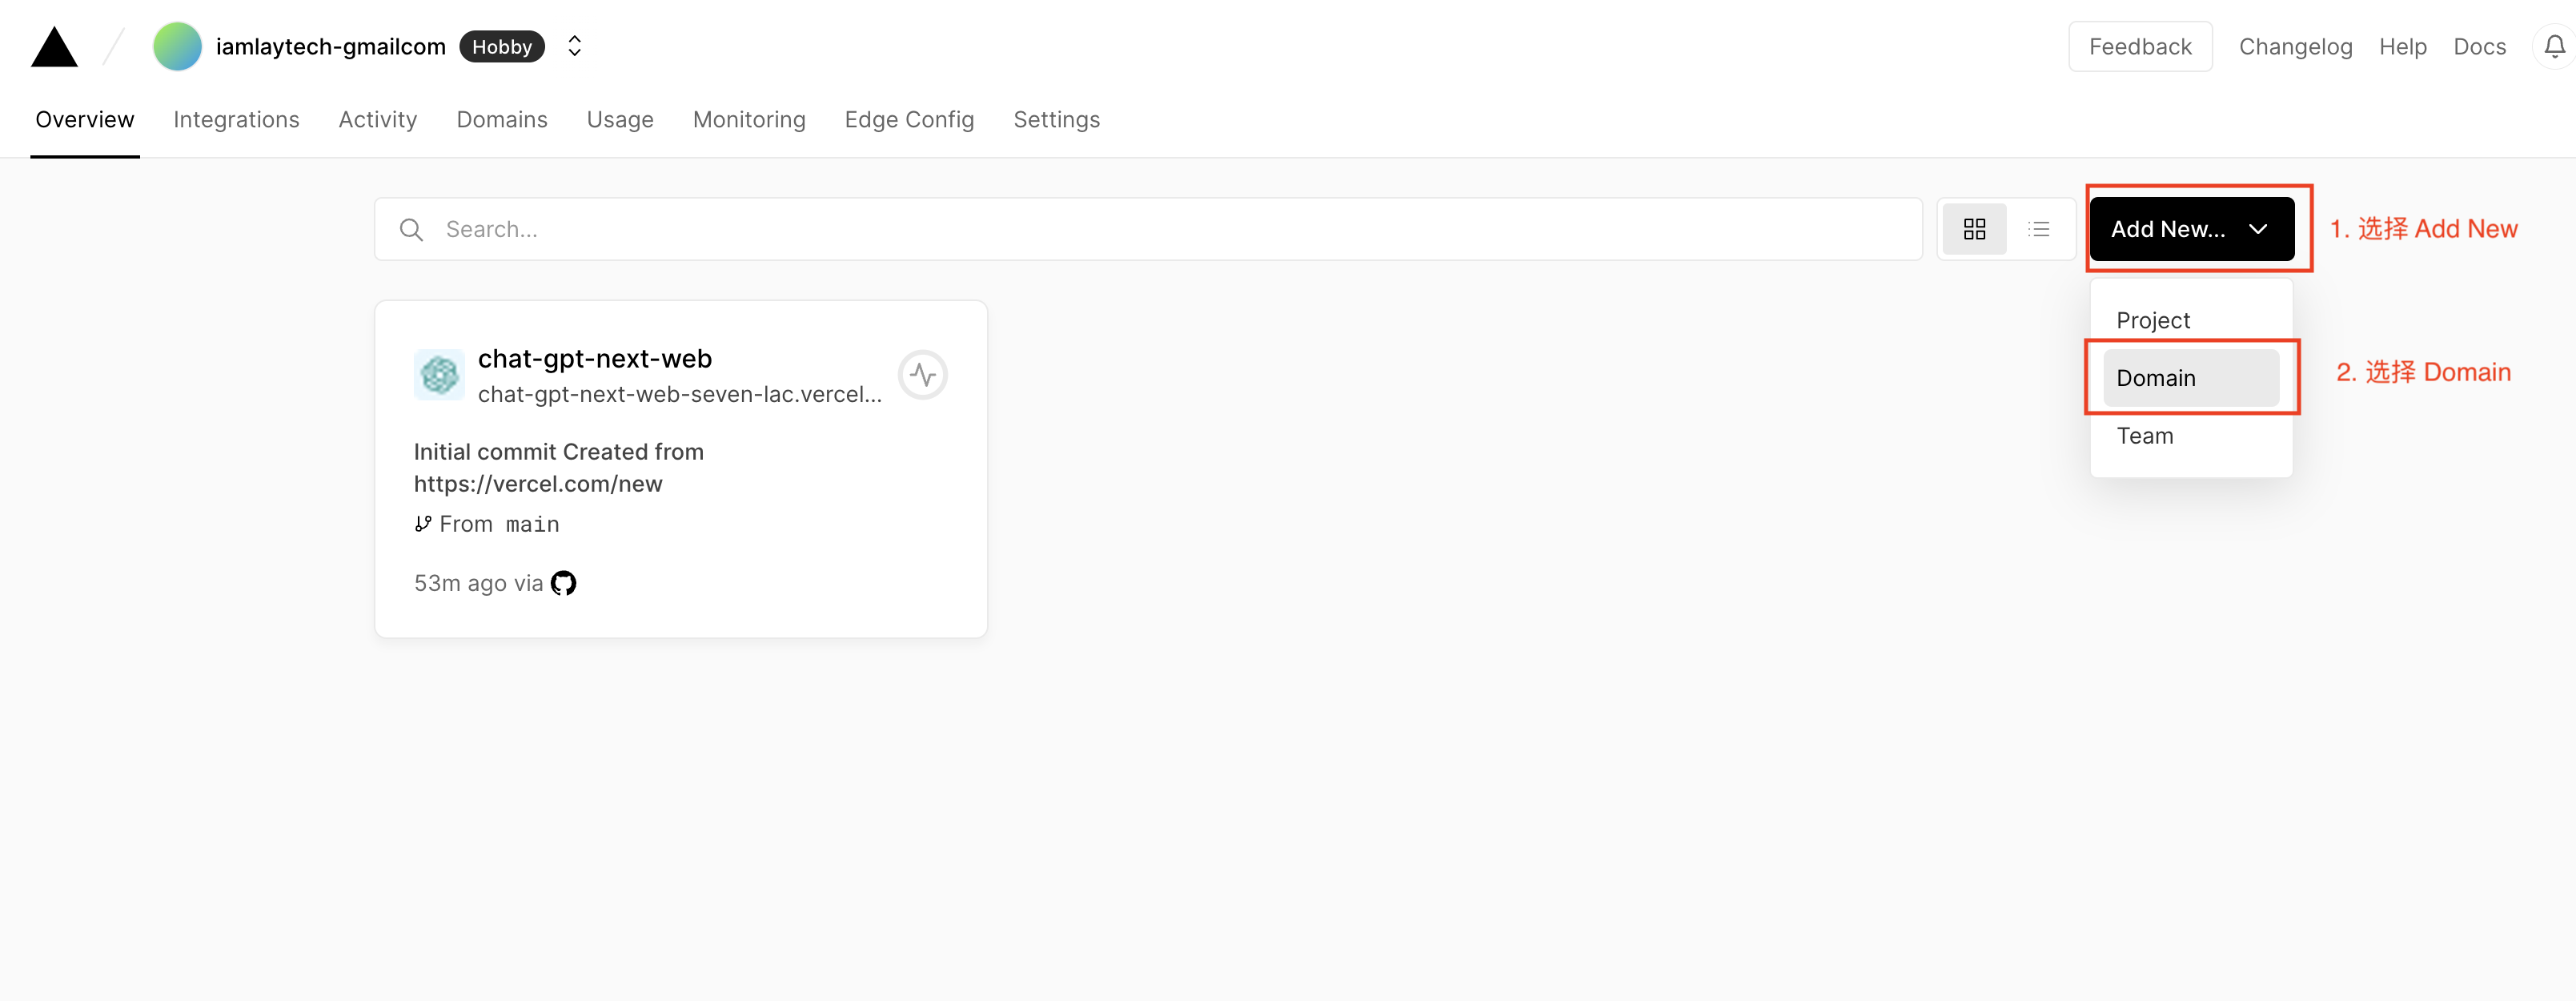 iamlaytech-gmailcom Hobby
Feedback Changelog Help Docs
Overview Integrations Activity Domains Usage Monitoring Edge Config Settings
Search...
Add New...
1. 选择 Add New
Project
Domain
2. 选择 Domain
Team
chat-gpt-next-web
chat-gpt-next-web-seven-lac.vercel...
Initial commit Created from
https://vercel.com/new
From main
53m ago via